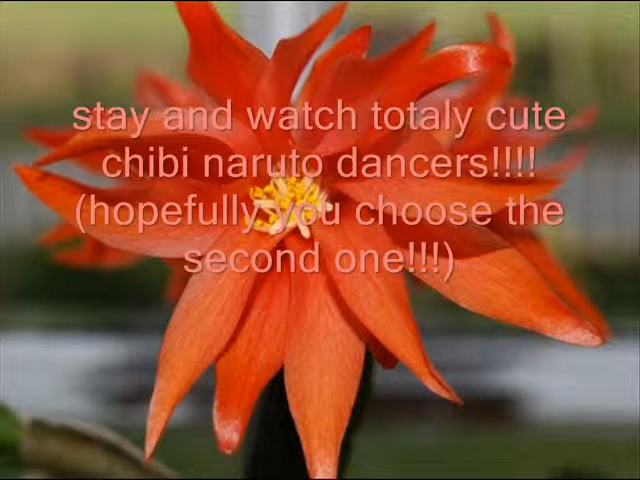 stay and watch totaly cute
chibi naruto dancers!!!!
(hopefully you choose the
second one!!!)